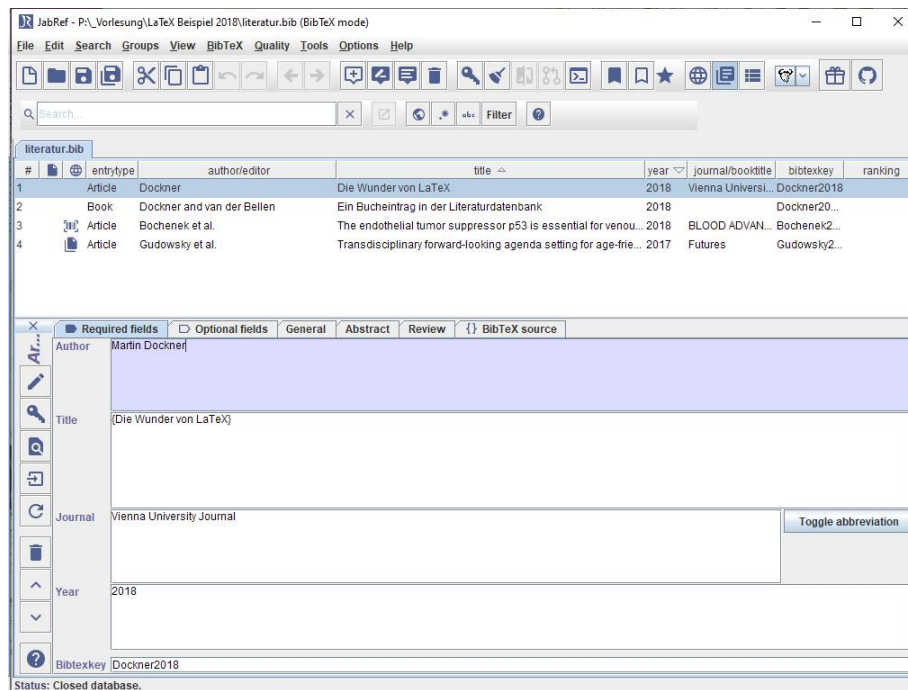 JabRef - P:\_Vorlesung\LaTeX Beispiel 2018\literatur.bib (BibTeX mode)
File Edit Search Groups View BibTeX Quality Tools Options Help
Search... Filter
literatur.bib
# entrytype author/editor title year journal/booktitle bibtexkey ranking
1 Article Dockner Die Wunder von LaTeX 2018 Vienna Universi... Dockner2018
2 Book Dockner and van der Bellen Ein Bucheintrag in der Literaturdatenbank 2018 Dockner20...
3 Article Bochenek et al. The endothelial tumor suppressor p53 is essential for venou... 2018 BLOOD ADVAN... Bochenek2...
4 Article Gudowsky et al. Transdisciplinary forward-looking agenda setting for age-frie... 2017 Futures Gudowsky2...
Ar... Required fields Optional fields General Abstract Review {} BibTeX source
Author Martin Dockner
Title {Die Wunder von LaTeX}
Journal Vienna University Journal Toggle abbreviation
Year 2018
Bibtexkey Dockner2018
Status: Closed database.